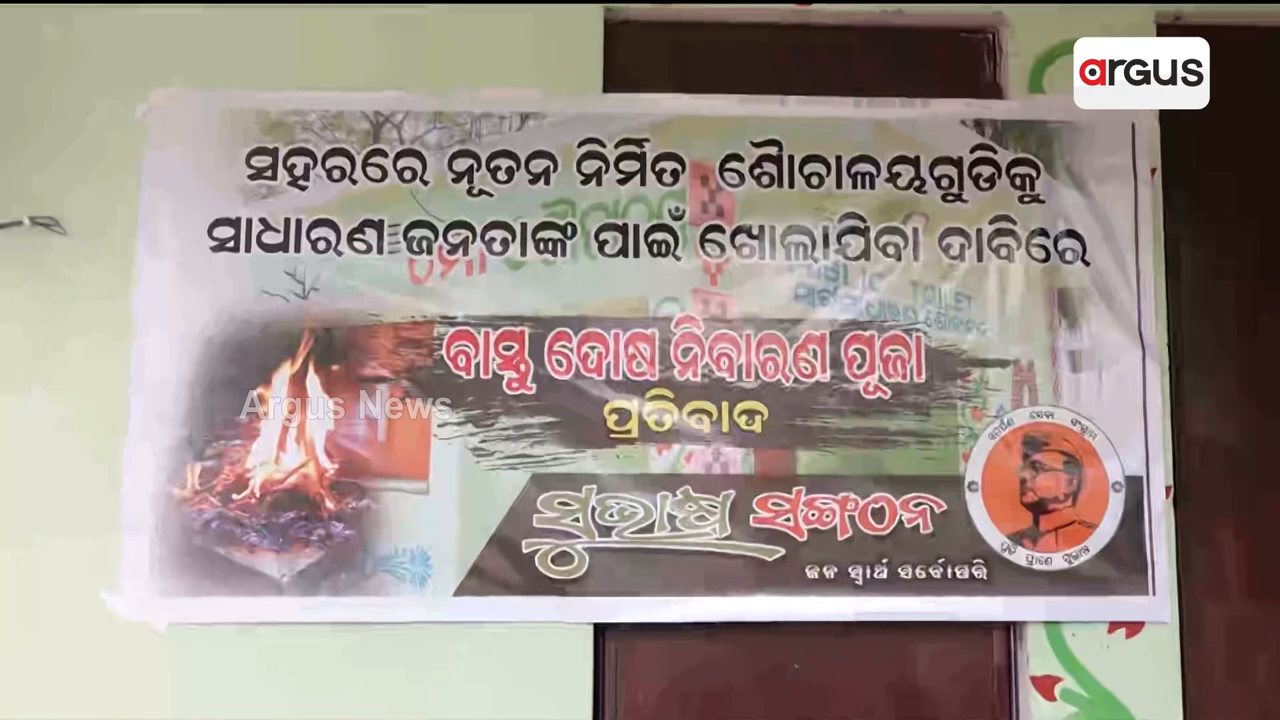 argus
ସହରରେ ନୂତନ ନିର୍ମିତ ଶୌଚାଳୟଗୁଡିକୁ
ସାଧାରଣ ଜନତାଙ୍କ ପାଇଁ ଖୋଲାଯିବା ଦାବିରେ
ବାସ୍ତୁ ଦୋଷ ନିବାରଣ ପୂଜା
Argus News
ପ୍ରତିବାଦ
ସୁଭାଷ ସଙ୍ଗଠନ
ଜନ ସ୍ୱାର୍ଥ ସର୍ବୋପରି